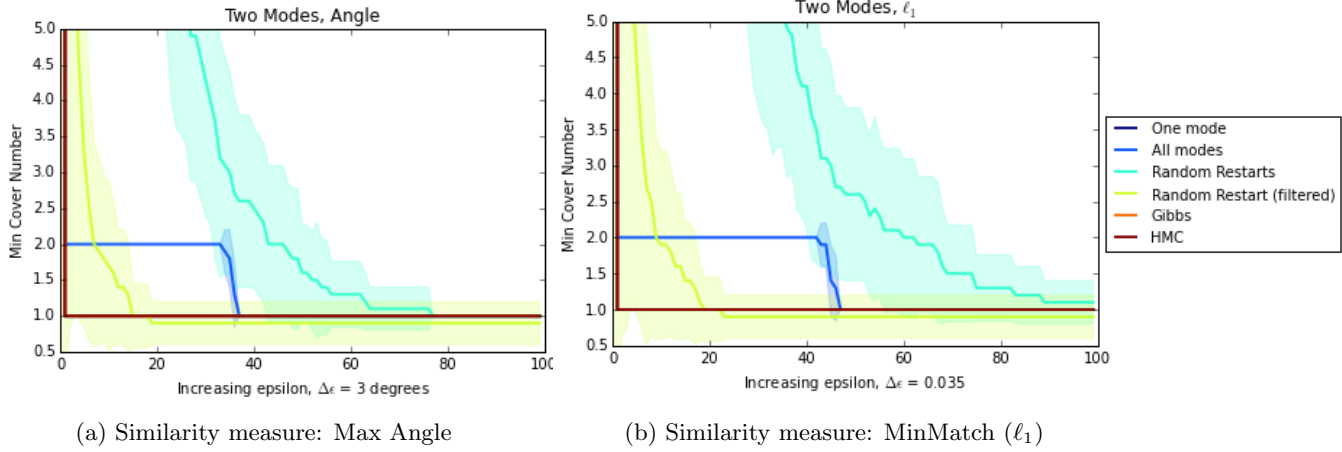 Two Modes, Angle
5.0
4.5
4.0
3.5
3.0
2.5
2.0
1.5
1.0
0.5
Min Cover Number
0 20 40 60 80 100
Increasing epsilon, Δϵ = 3 degrees
(a) Similarity measure: Max Angle
Two Modes, ℓ₁
5.0
4.5
4.0
3.5
3.0
2.5
2.0
1.5
1.0
0.5
Min Cover Number
0 20 40 60 80 100
Increasing epsilon, Δϵ = 0.035
(b) Similarity measure: MinMatch (ℓ₁)
One mode
All modes
Random Restarts
Random Restart (filtered)
Gibbs
HMC